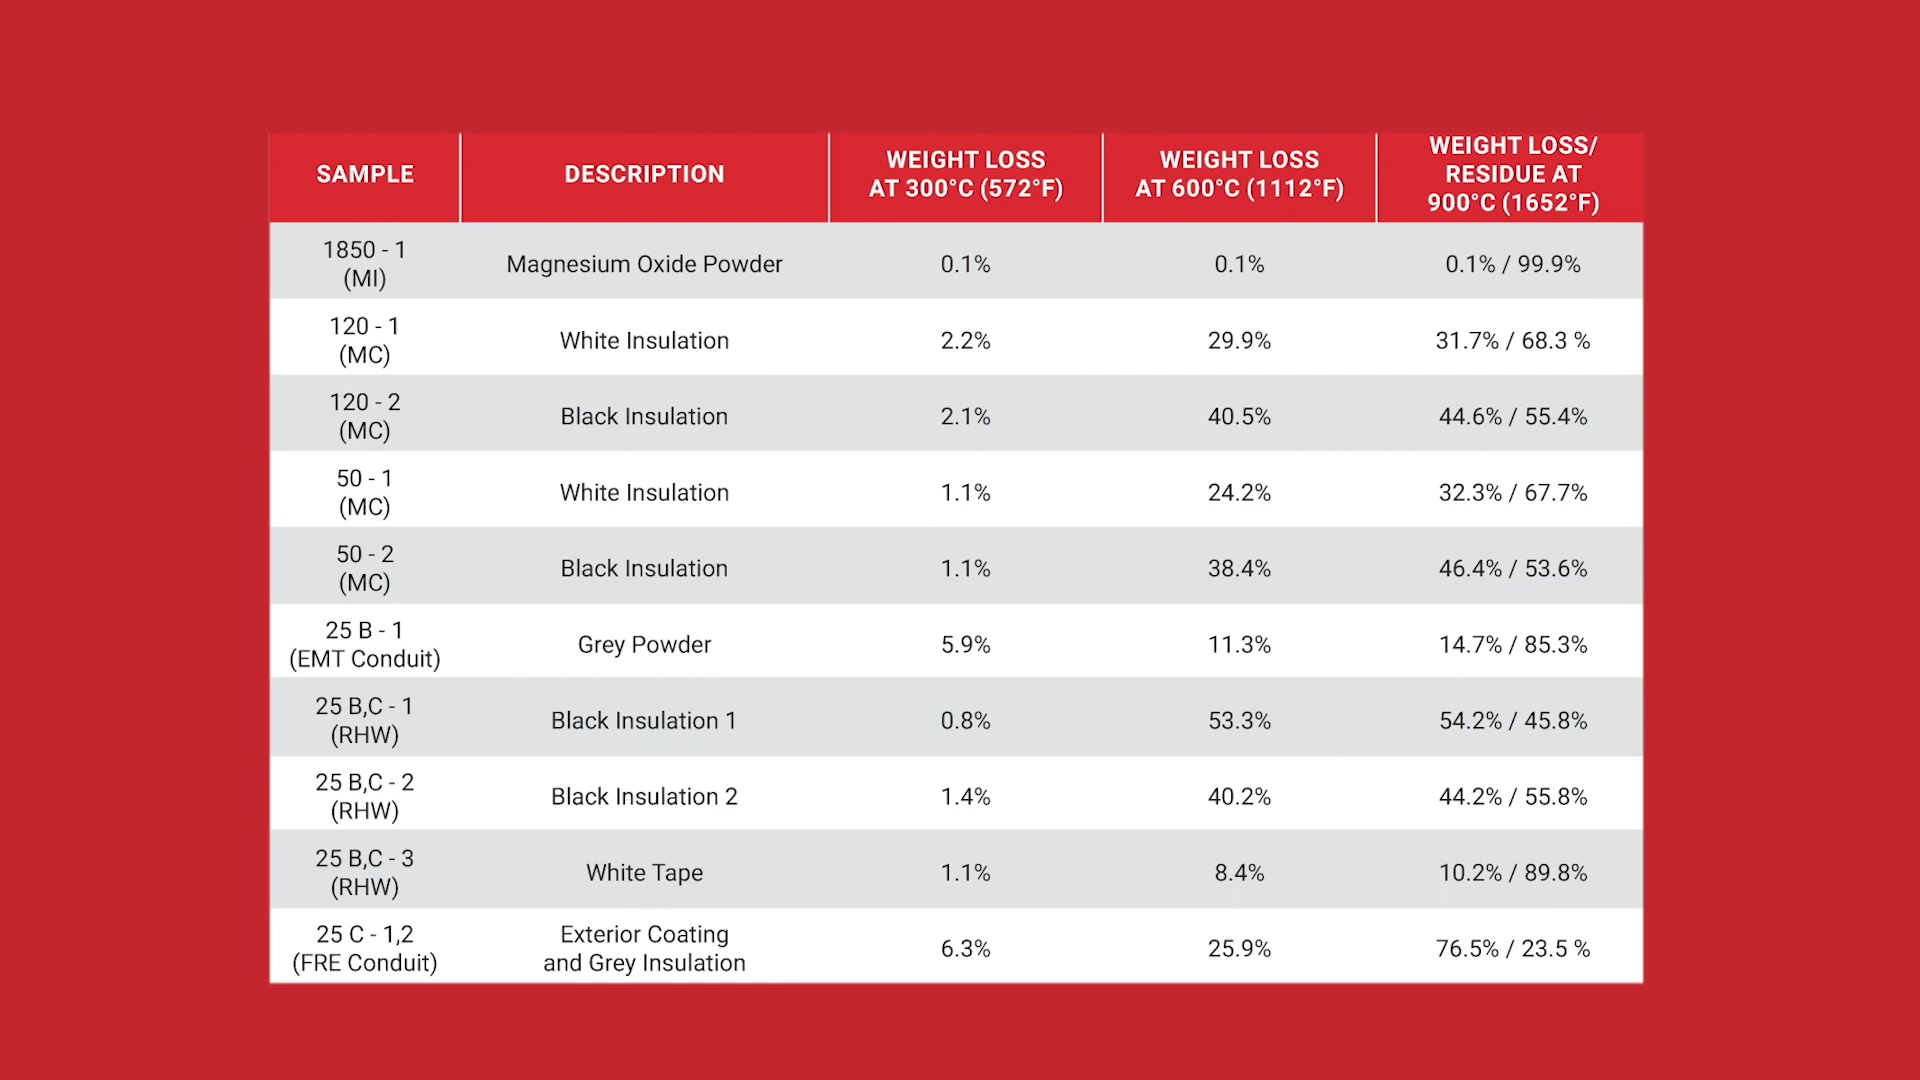 SAMPLE
DESCRIPTION
WEIGHT LOSS
AT 300°C (572°F)
WEIGHT LOSS
AT 600°C (1112°F)
WEIGHT LOSS/
RESIDUE AT
900°C (1652°F)
1850 - 1
(MI)
Magnesium Oxide Powder
0.1%
0.1%
0.1% / 99.9%
120 - 1
(MC)
White Insulation
2.2%
29.9%
31.7% / 68.3 %
120 - 2
(MC)
Black Insulation
2.1%
40.5%
44.6% / 55.4%
50 - 1
(MC)
White Insulation
1.1%
24.2%
32.3% / 67.7%
50 - 2
(MC)
Black Insulation
1.1%
38.4%
46.4% / 53.6%
25 B - 1
(EMT Conduit)
Grey Powder
5.9%
11.3%
14.7% / 85.3%
25 B,C - 1
(RHW)
Black Insulation 1
0.8%
53.3%
54.2% / 45.8%
25 B,C - 2
(RHW)
Black Insulation 2
1.4%
40.2%
44.2% / 55.8%
25 B,C - 3
(RHW)
White Tape
1.1%
8.4%
10.2% / 89.8%
25 C - 1,2
(FRE Conduit)
Exterior Coating
and Grey Insulation
6.3%
25.9%
76.5% / 23.5 %